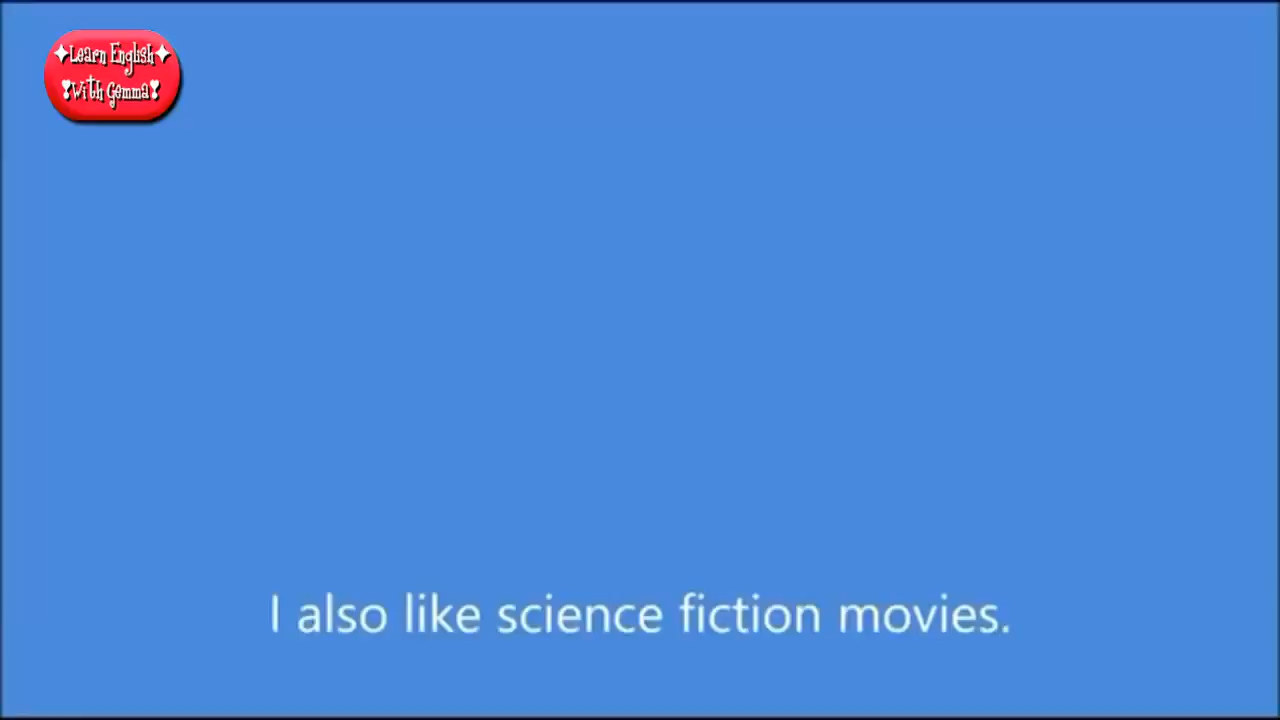 ✦Learn English✦
❣With Gemma❣
I also like science fiction movies.